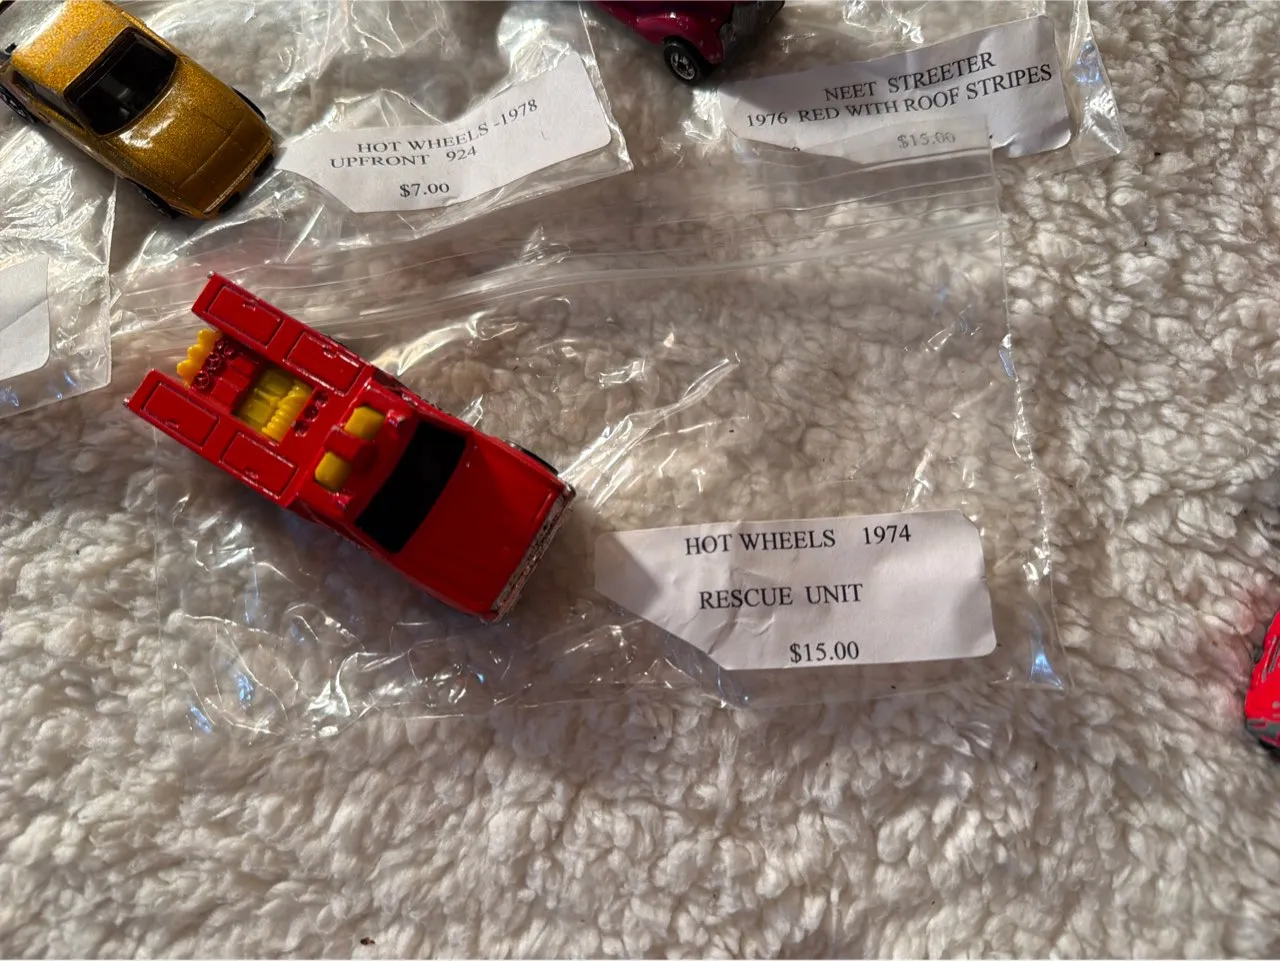 HOT WHEELS -1978
UPFRONT 924
$7.00
NEET STREETER
1976 RED WITH ROOF STRIPES
$15.00
HOT WHEELS 1974
RESCUE UNIT
$15.00